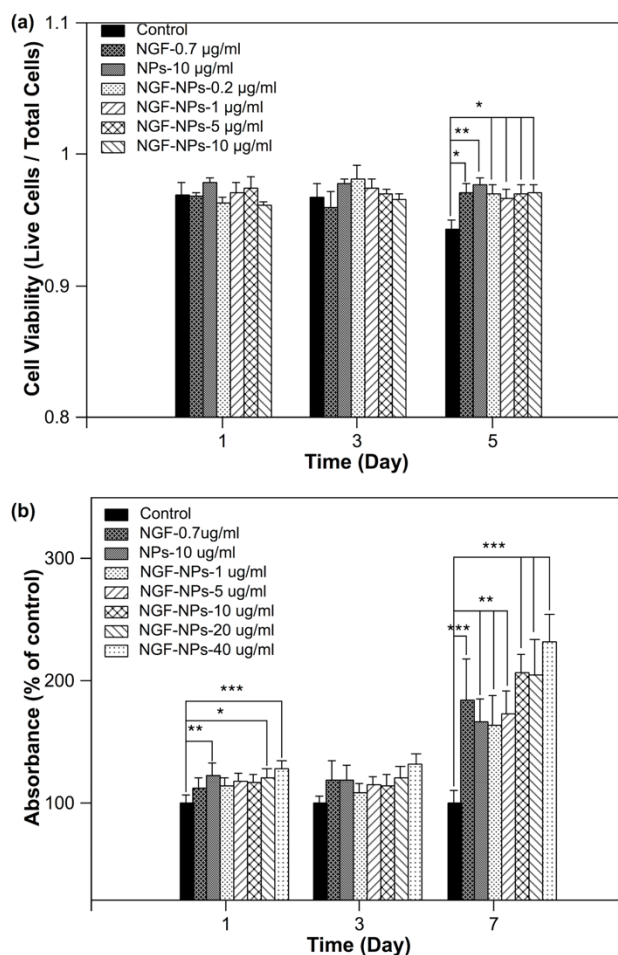 (a)
1.1
Control
NGF-0.7 µg/ml
NPs-10 µg/ml
NGF-NPs-0.2 µg/ml
NGF-NPs-1 µg/ml
NGF-NPs-5 µg/ml
NGF-NPs-10 µg/ml
*
**
*
1
0.9
0.8
Cell Viability (Live Cells / Total Cells)
1 3 5
Time (Day)
(b)
Control
NGF-0.7ug/ml
NPs-10 ug/ml
NGF-NPs-1 ug/ml
NGF-NPs-5 ug/ml
NGF-NPs-10 ug/ml
NGF-NPs-20 ug/ml
NGF-NPs-40 ug/ml
300
200
100
Absorbance (% of control)
***
*
**
***
**
***
1 3 7
Time (Day)